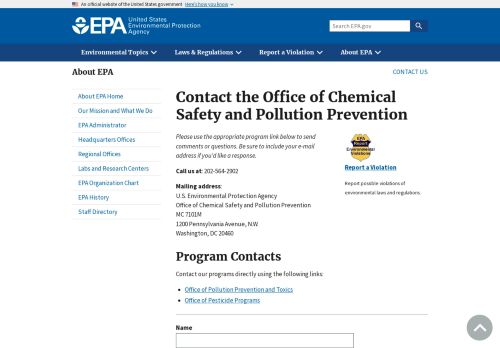 An official website of the United States government Here's how you know
EPA United States Environmental Protection Agency
Search EPA.gov
Environmental Topics Laws & Regulations Report a Violation About EPA
About EPA
CONTACT US
About EPA Home
Our Mission and What We Do
EPA Administrator
Headquarters Offices
Regional Offices
Labs and Research Centers
EPA Organization Chart
EPA History
Staff Directory
Contact the Office of Chemical
Safety and Pollution Prevention
Please use the appropriate program link below to send
comments or questions. Be sure to include your e-mail
address if you'd like a response.
Call us at: 202-564-2902
Mailing address:
U.S. Environmental Protection Agency
Office of Chemical Safety and Pollution Prevention
MC 7101M
1200 Pennsylvania Avenue, N.W.
Washington, DC 20460
EPA
Report
Environmental
Violations
Report a Violation
Report possible violations of
environmental laws and regulations.
Program Contacts
Contact our programs directly using the following links:
Office of Pollution Prevention and Toxics
Office of Pesticide Programs
Name